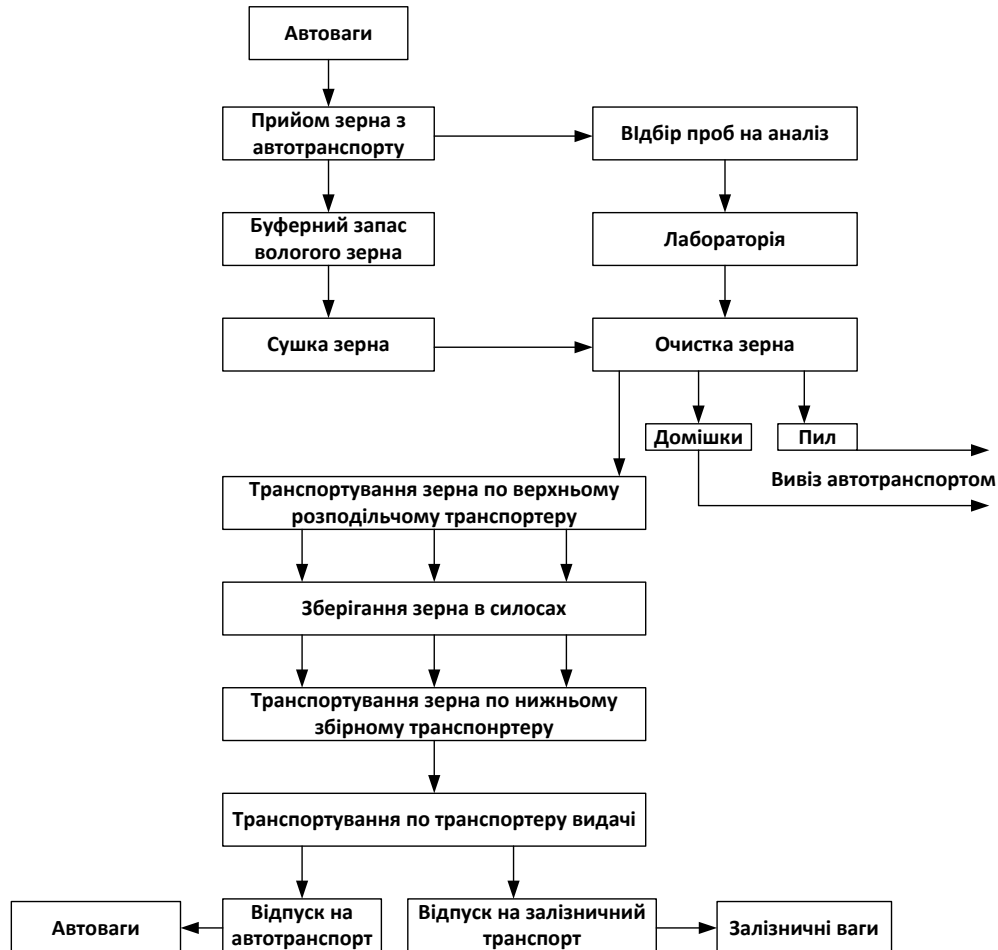 Автоваги
Прийом зерна з
автотранспорту
ВІдбір проб на аналіз
Буферний запас
вологого зерна
Лабораторія
Сушка зерна
Очистка зерна
Домішки
Пил
Вивіз автотранспортом
Транспортування зерна по верхньому
розподільчому транспортеру
Зберігання зерна в силосах
Транспортування зерна по нижньому
збірному транспонртеру
Транспортування по транспортеру видачі
Автоваги
Відпуск на
автотранспорт
Відпуск на залізничний
транспорт
Залізничні ваги